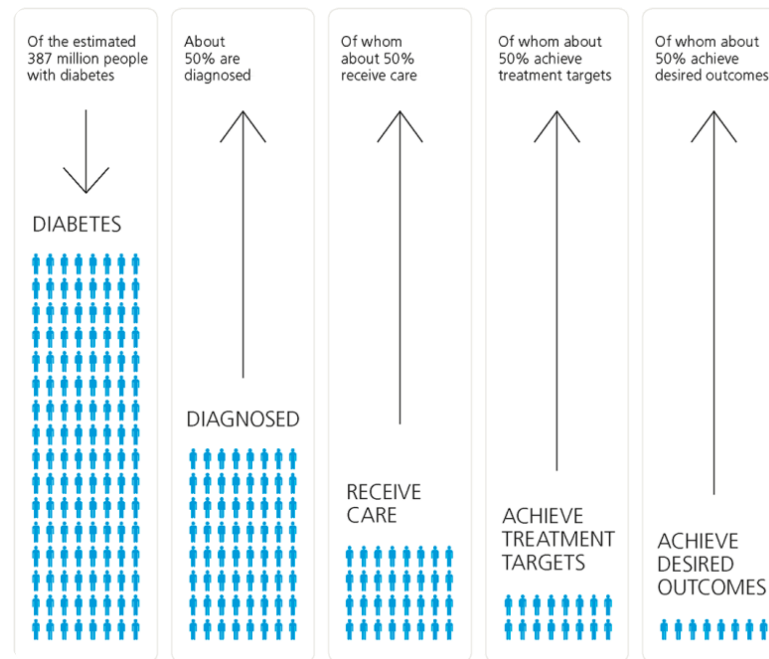 Of the estimated
387 million people
with diabetes
DIABETES
About
50% are
diagnosed
DIAGNOSED
Of whom
about 50%
receive care
RECEIVE
CARE
Of whom about
50% achieve
treatment targets
ACHIEVE
TREATMENT
TARGETS
Of whom about
50% achieve
desired outcomes
ACHIEVE
DESIRED
OUTCOMES